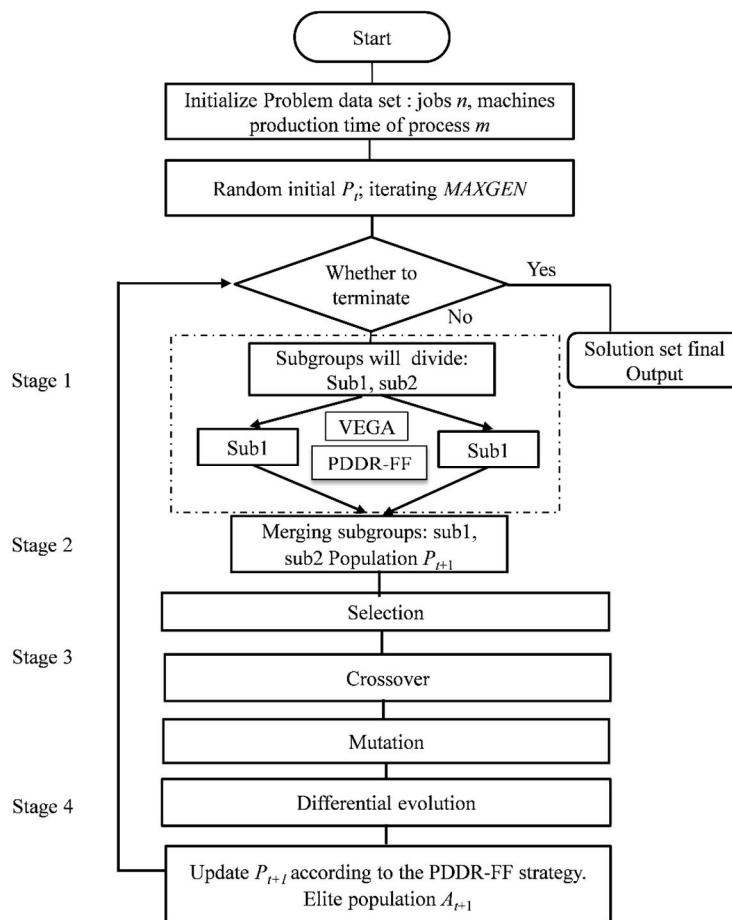 Start
Initialize Problem data set : jobs n, machines
production time of process m
Random initial Pt; iterating MAXGEN
Whether to
terminate
Yes
No
Solution set final
Output
Stage 1
Subgroups will divide:
Sub1, sub2
VEGA
Sub1
Sub1
PDDR-FF
Stage 2
Merging subgroups: sub1,
sub2 Population Pt+1
Selection
Stage 3
Crossover
Mutation
Stage 4
Differential evolution
Update Pt+1 according to the PDDR-FF strategy.
Elite population At+1